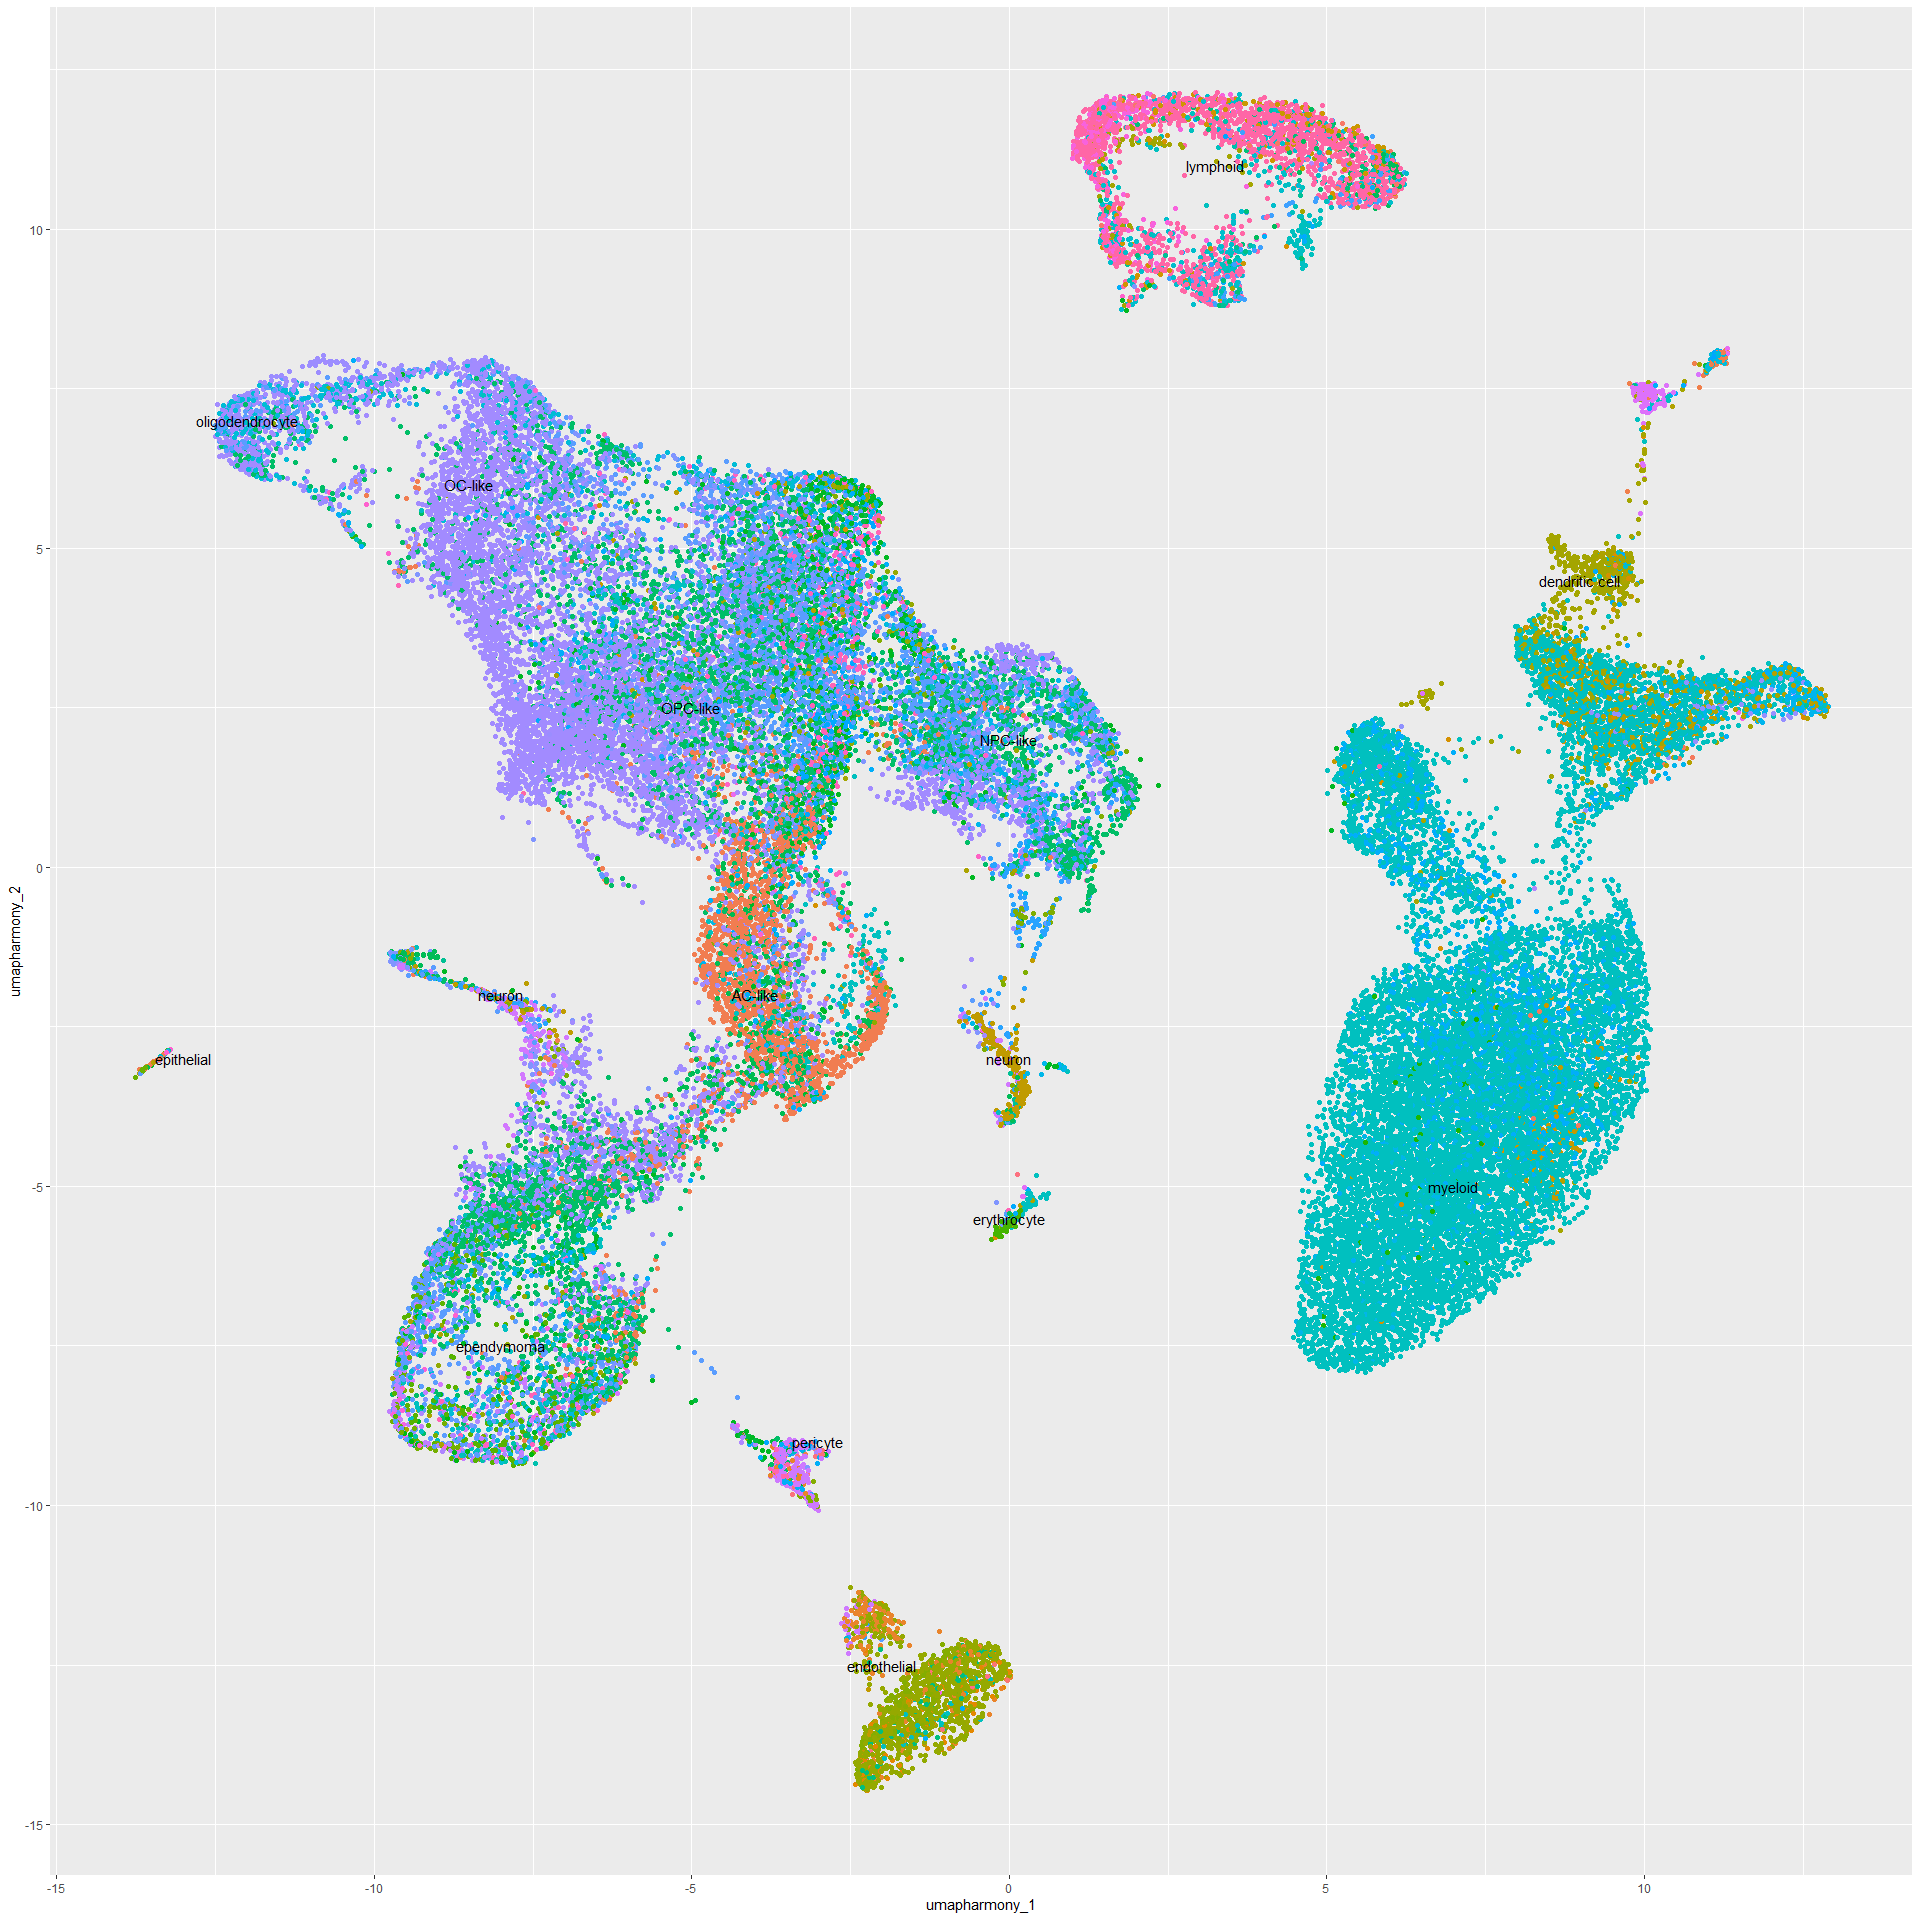 lymphoid
10
oligodendrocyte
OC-like
5
dendritic cell
OPC-like
NPC-like
0
umapharmony_2
neuron
AC-like
epithelial
neuron
-5
myeloid
erythrocyte
ependymoma
pericyte
-10
endothelial
-15
-15
-10
-5
0
5
10
umapharmony_1